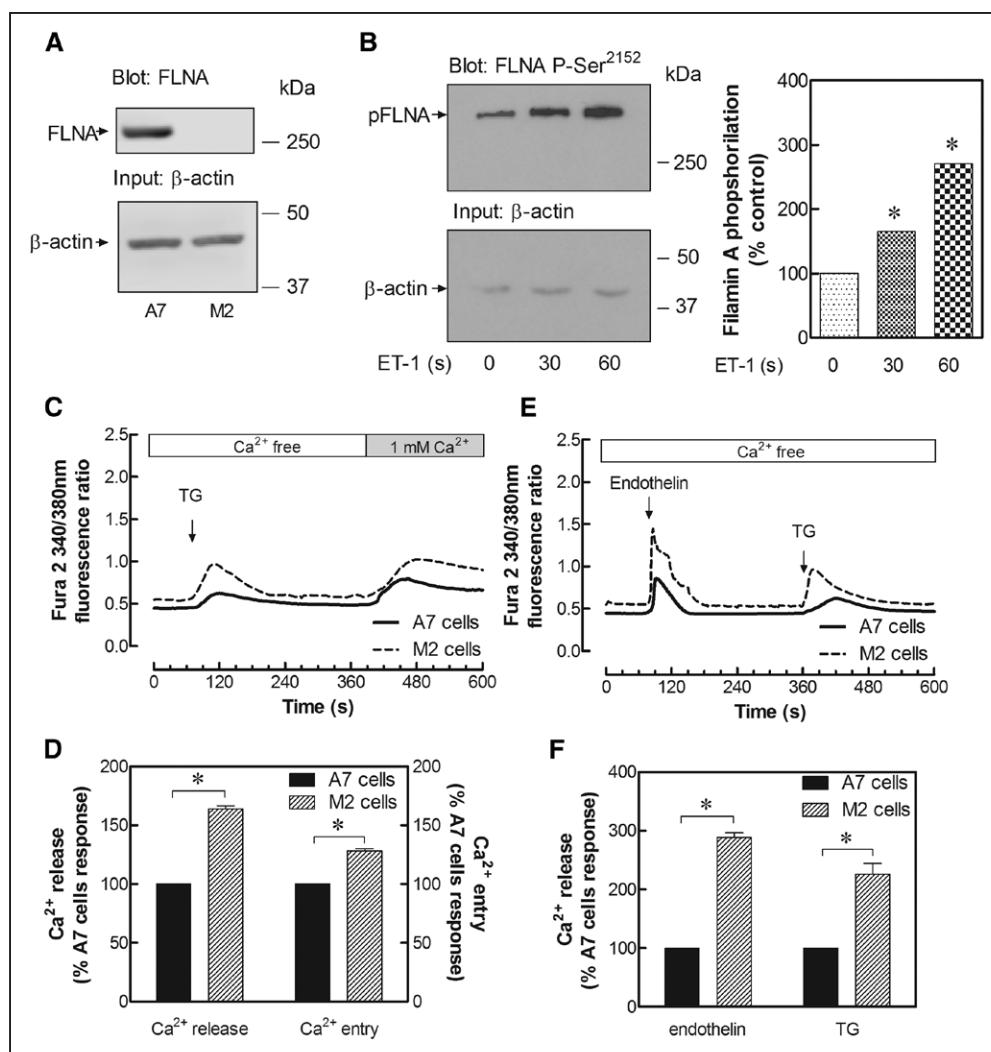 A
Blot: FLNA
kDa
FLNA
— 250
Input: β-actin
— 50
β-actin
— 37
A7 M2
B
Blot: FLNA P-Ser²¹⁵²
kDa
pFLNA
— 250
Input: β-actin
— 50
β-actin
— 37
ET-1 (s) 0 30 60
Filamin A phopshorilation
(% control)
400
300
200
100
0
*
*
ET-1 (s) 0 30 60
C
Fura 2 340/380nm
fluorescence ratio
2.5
2.0
1.5
1.0
0.5
0.0
Ca²⁺ free
1 mM Ca²⁺
TG
A7 cells
M2 cells
0 120 240 360 480 600
Time (s)
E
Fura 2 340/380nm
fluorescence ratio
2.5
2.0
1.5
1.0
0.5
0.0
Ca²⁺ free
Endothelin
TG
A7 cells
M2 cells
0 120 240 360 480 600
Time (s)
D
Ca²⁺ release
(% A7 cells response)
200
150
100
50
0
*
*
A7 cells
M2 cells
200
150
100
50
0
Ca²⁺ entry
(% A7 cells response)
Ca²⁺ release Ca²⁺ entry
F
Ca²⁺ release
(% A7 cells response)
400
300
200
100
0
*
*
A7 cells
M2 cells
endothelin TG